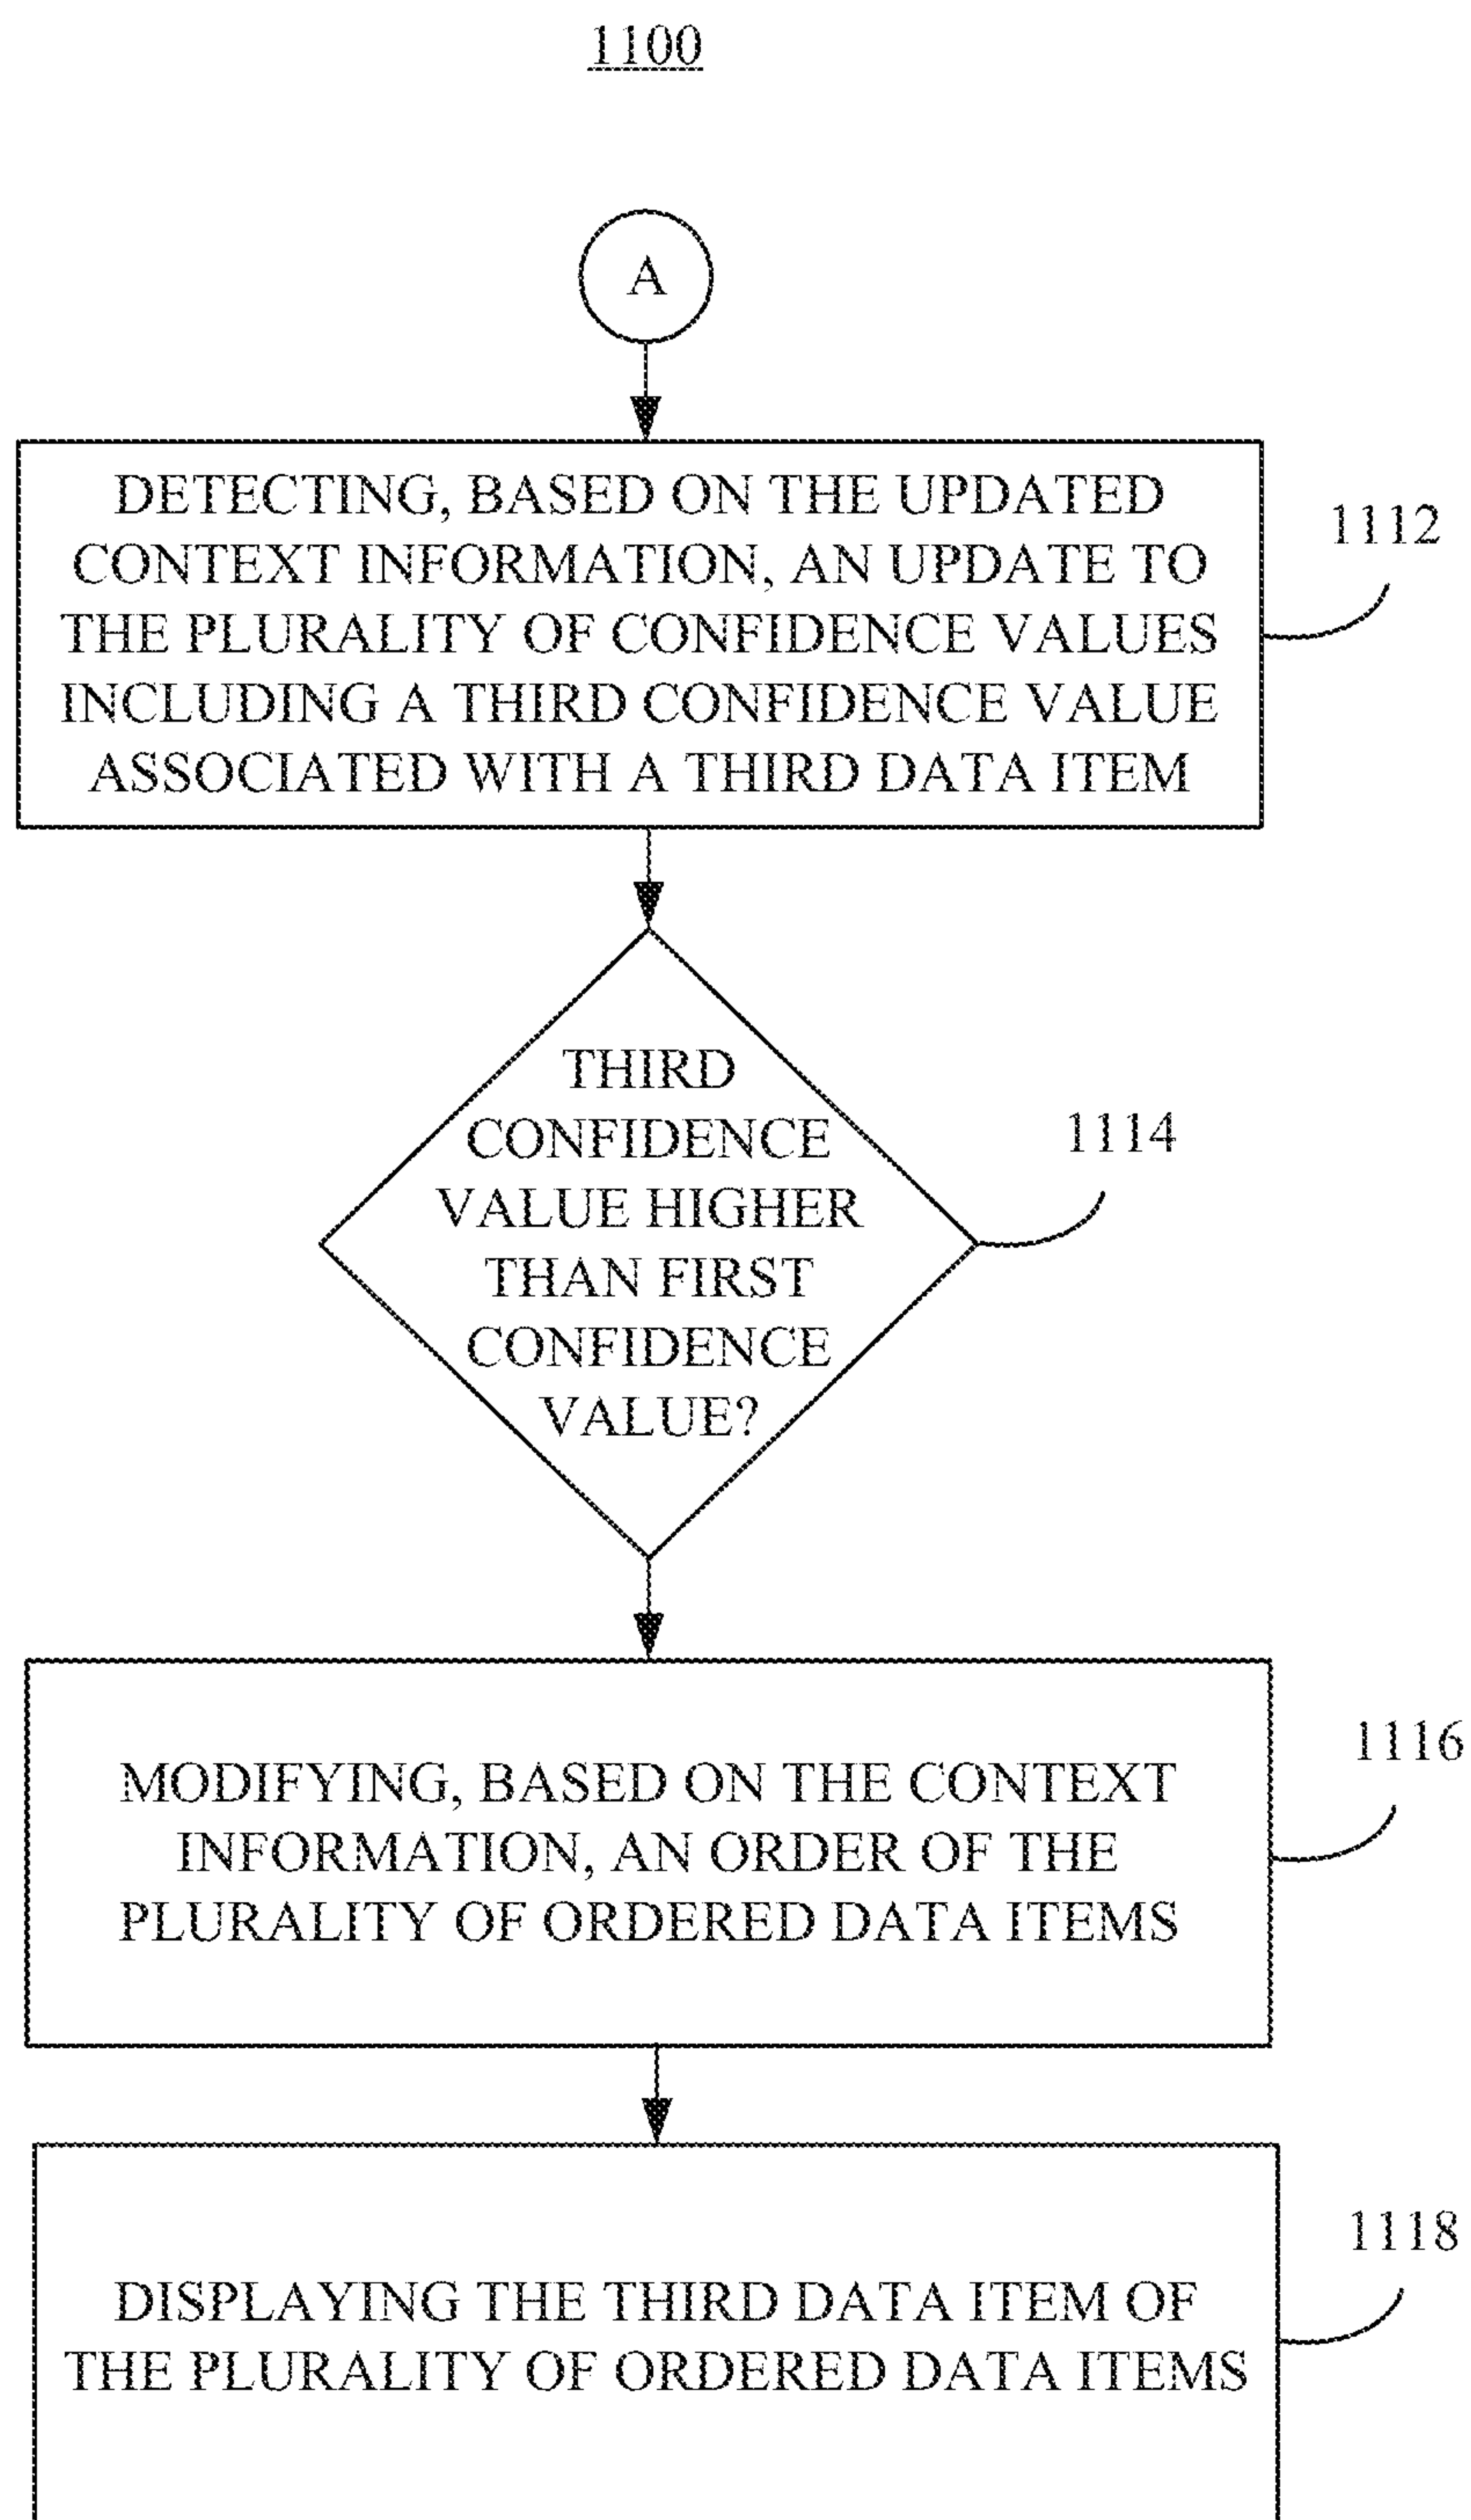 1100
A
DETECTING, BASED ON THE UPDATED
CONTEXT INFORMATION, AN UPDATE TO
THE PLURALITY OF CONFIDENCE VALUES
INCLUDING A THIRD CONFIDENCE VALUE
ASSOCIATED WITH A THIRD DATA ITEM
1112
THIRD
CONFIDENCE
VALUE HIGHER
THAN FIRST
CONFIDENCE
VALUE?
1114
MODIFYING, BASED ON THE CONTEXT
INFORMATION, AN ORDER OF THE
PLURALITY OF ORDERED DATA ITEMS
1116
DISPLAYING THE THIRD DATA ITEM OF
THE PLURALITY OF ORDERED DATA ITEMS
1118